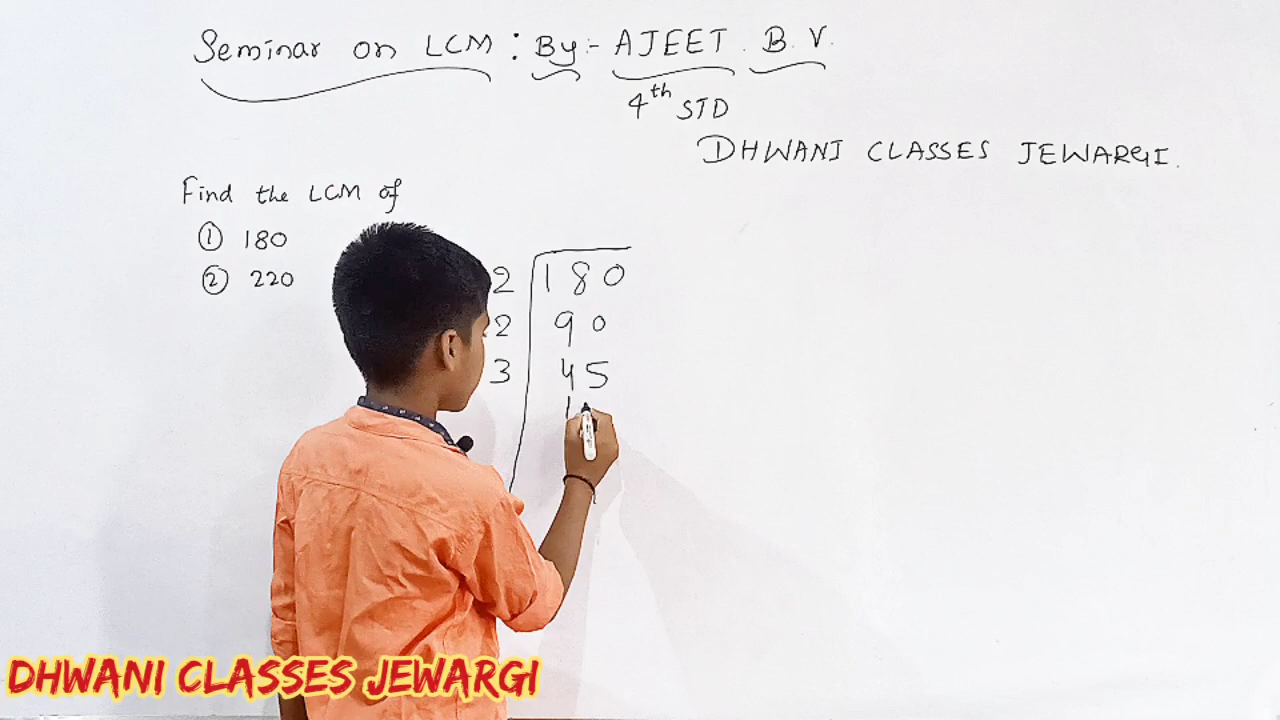 Seminar on LCM : By :- AJEET . B. V.
4th STD
DHWANI CLASSES JEWARGI.
Find the LCM of
① 180
② 220
2 180
2 90
3 45
1
DHWANI CLASSES JEWARGI